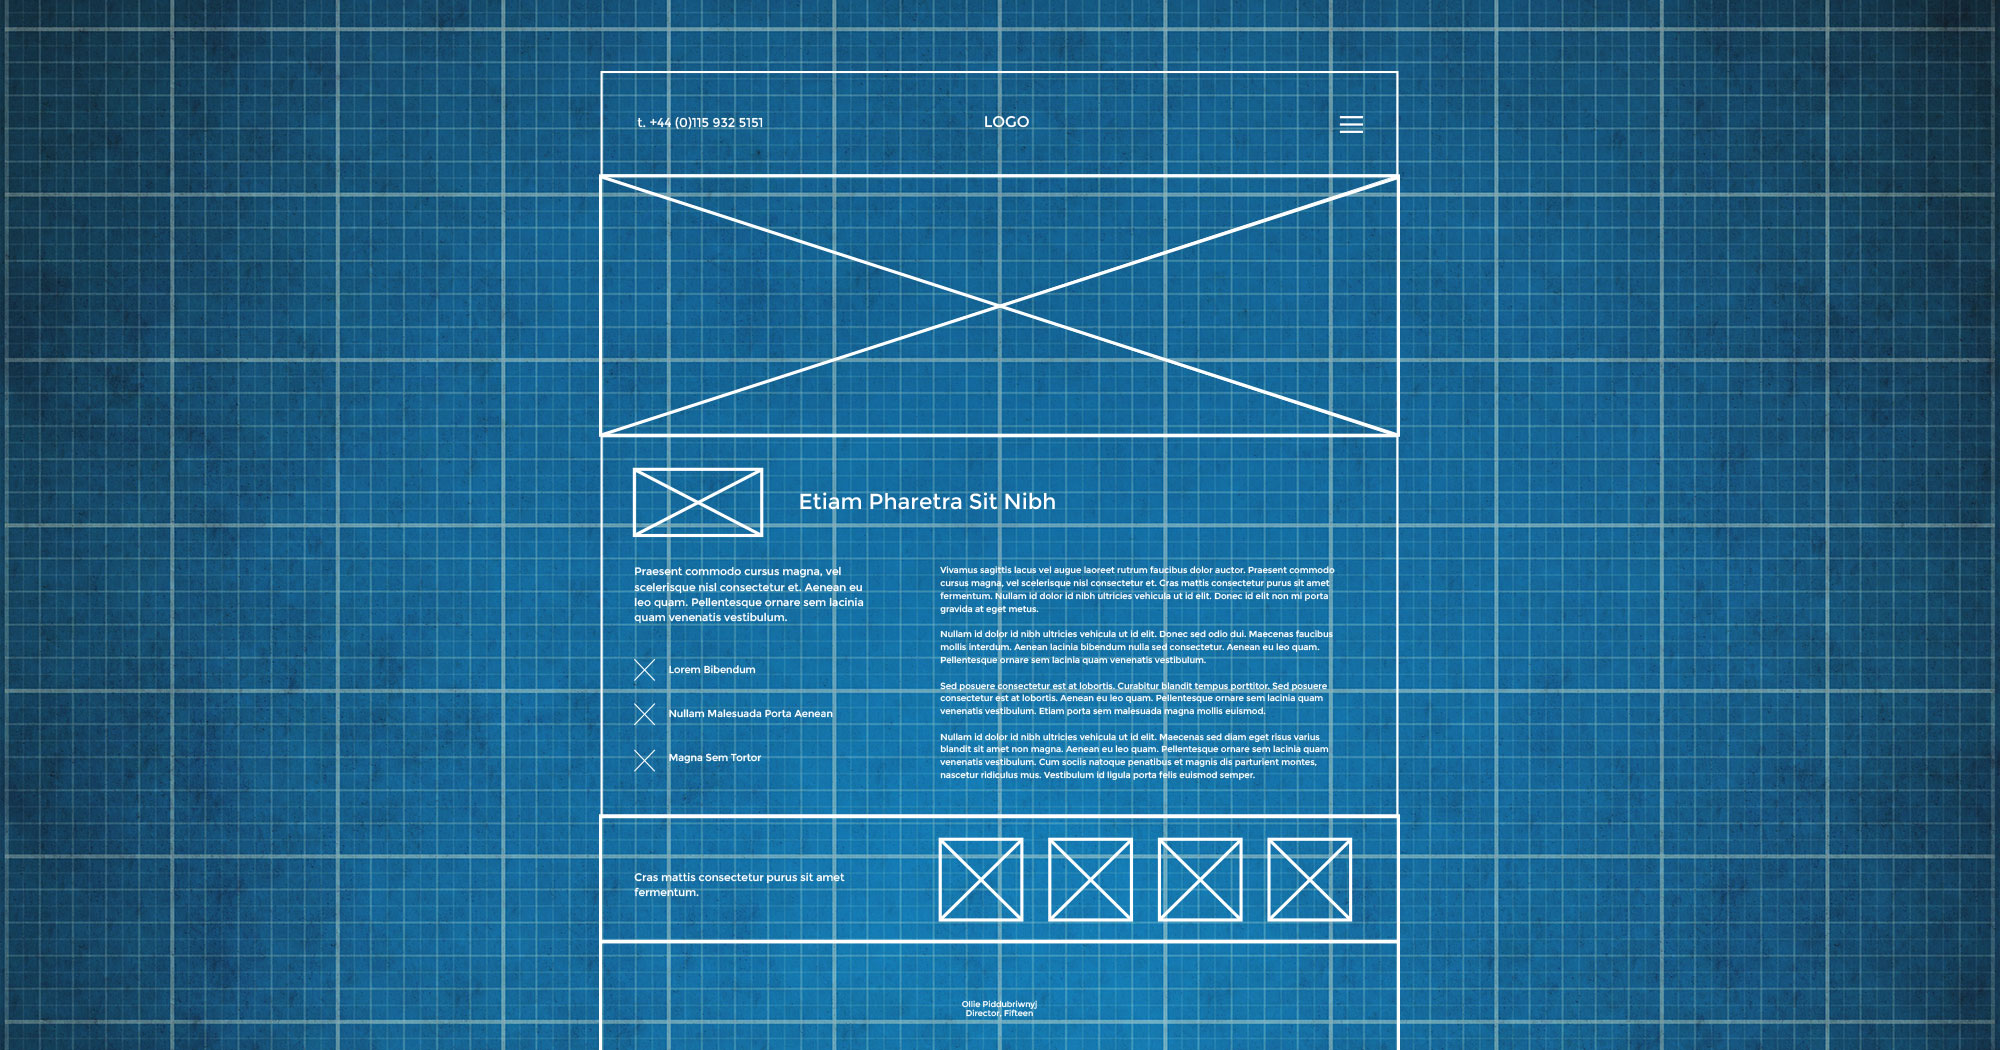 t. +44 (0)115 932 5151
LOGO
Etiam Pharetra Sit Nibh
Praesent commodo cursus magna, vel
scelerisque nisl consectetur et. Aenean eu
leo quam. Pellentesque ornare sem lacinia
quam venenatis vestibulum.
Lorem Bibendum
Nullam Malesuada Porta Aenean
Magna Sem Tortor
Vivamus sagittis lacus vel augue laoreet rutrum faucibus dolor auctor. Praesent commodo
cursus magna, vel scelerisque nisl consectetur et. Cras mattis consectetur purus sit amet
fermentum. Nullam id dolor id nibh ultricies vehicula ut id elit. Donec id elit non mi porta
gravida at eget metus.
Nullam id dolor id nibh ultricies vehicula ut id elit. Donec sed odio dui. Maecenas faucibus
mollis interdum. Aenean lacinia bibendum nulla sed consectetur. Aenean eu leo quam.
Pellentesque ornare sem lacinia quam venenatis vestibulum.
Sed posuere consectetur est at lobortis. Curabitur blandit tempus porttitor. Sed posuere
consectetur est at lobortis. Aenean eu leo quam. Pellentesque ornare sem lacinia quam
venenatis vestibulum. Etiam porta sem malesuada magna mollis euismod.
Nullam id dolor id nibh ultricies vehicula ut id elit. Maecenas sed diam eget risus varius
blandit sit amet non magna. Aenean eu leo quam. Pellentesque ornare sem lacinia quam
venenatis vestibulum. Cum sociis natoque penatibus et magnis dis parturient montes,
nascetur ridiculus mus. Vestibulum id ligula porta felis euismod semper.
Cras mattis consectetur purus sit amet
fermentum.
Ollie Piddubriwnyj
Director, Fifteen